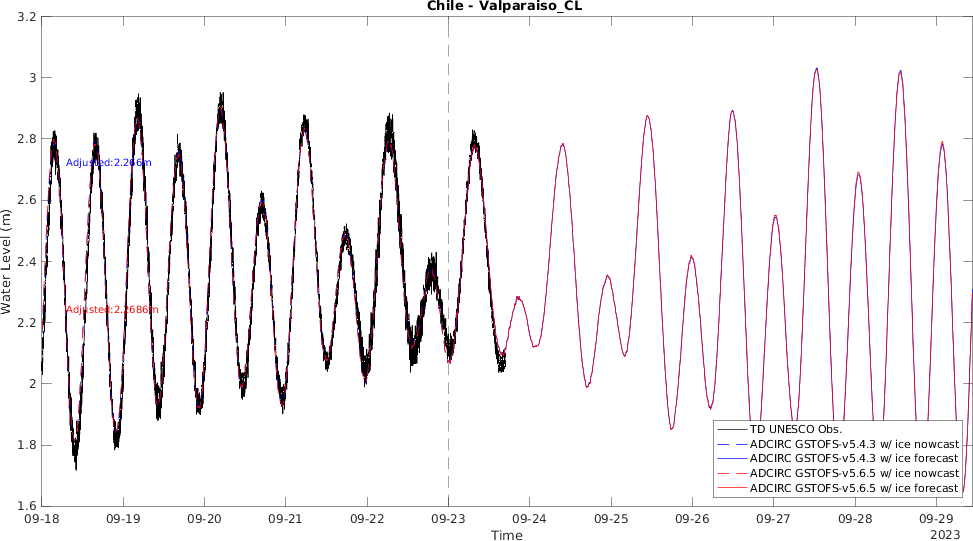 Chile - Valparaiso_CL
3.2
3
2.8
2.6
2.4
2.2
2
1.8
1.6
Water Level (m)
Adjusted:2.266m
Adjusted:2.2686m
TD UNESCO Obs.
ADCIRC GSTOFS-v5.4.3 w/ ice nowcast
ADCIRC GSTOFS-v5.4.3 w/ ice forecast
ADCIRC GSTOFS-v5.6.5 w/ ice nowcast
ADCIRC GSTOFS-v5.6.5 w/ ice forecast
09-18 09-19 09-20 09-21 09-22 09-23 09-24 09-25 09-26 09-27 09-28 09-29
Time 2023